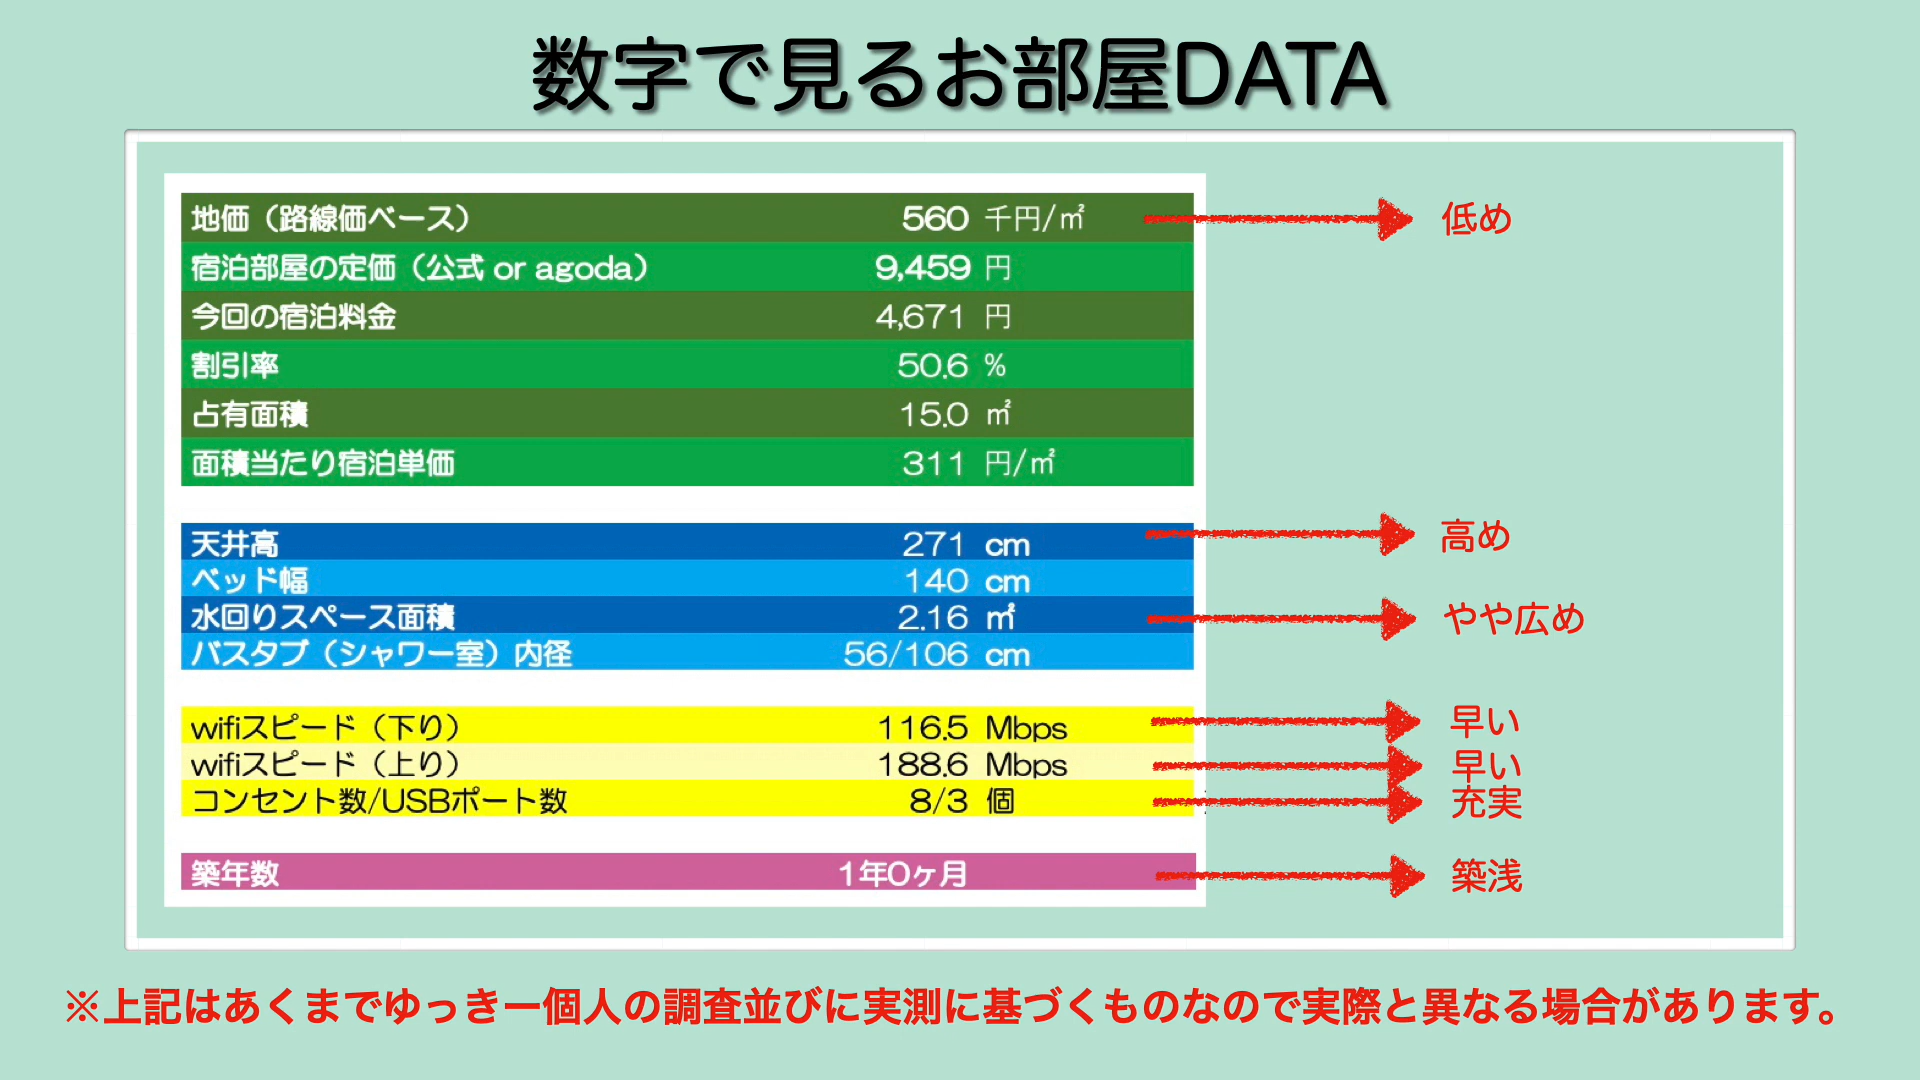 数字で見るお部屋DATA
地価（路線価ベース） 560 千円/㎡ 低め
宿泊部屋の定価（公式 or agoda） 9,459 円
今回の宿泊料金 4,671 円
割引率 50.6 %
占有面積 15.0 ㎡
面積当たり宿泊単価 311 円/㎡
天井高 271 cm 高め
ベッド幅 140 cm
水回りスペース面積 2.16 ㎡ やや広め
バスタブ（シャワー室）内径 56/106 cm
wifiスピード（下り） 116.5 Mbps 早い
wifiスピード（上り） 188.6 Mbps 早い
コンセント数/USBポート数 8/3 個 充実
築年数 1年0ヶ月 築浅
※上記はあくまでゆっきー個人の調査並びに実測に基づくものなので実際と異なる場合があります。